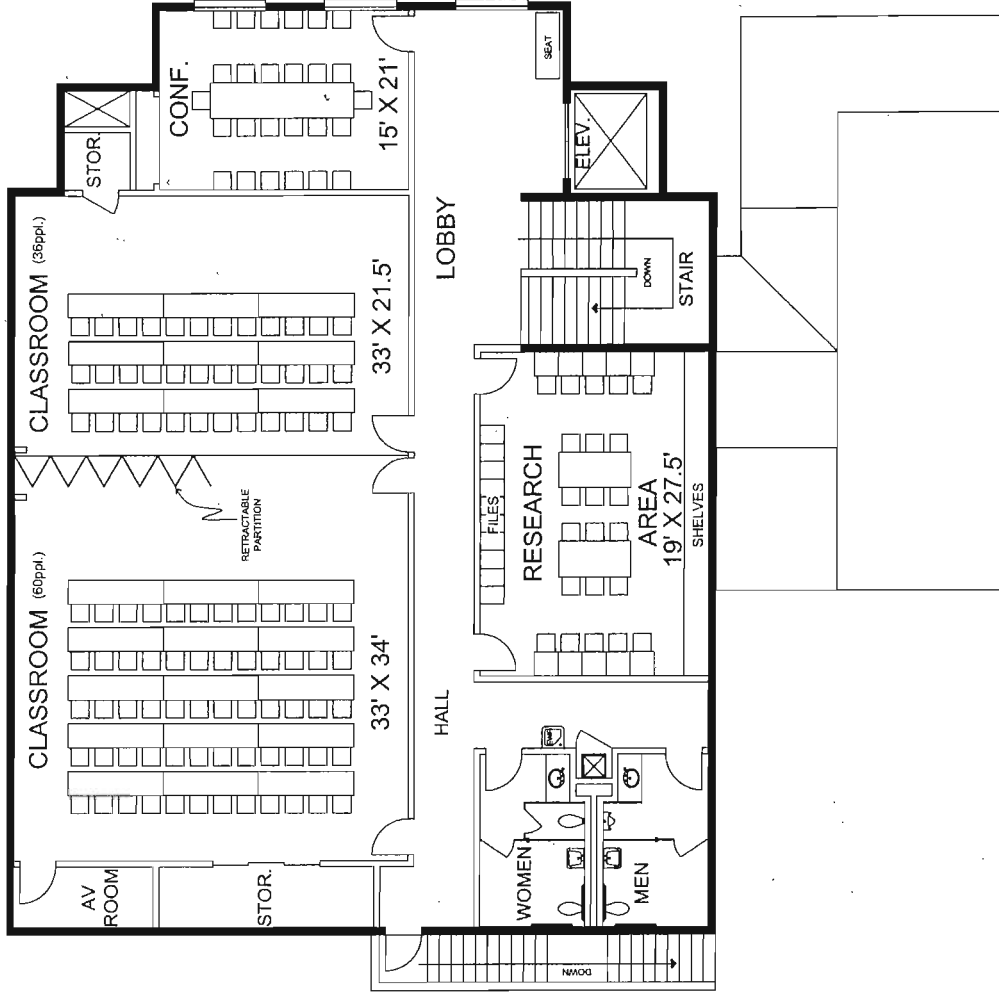 SEAT
CONF.
15' X 21'
ELEV.
STOR.
CLASSROOM (36ppl.)
33' X 21.5'
LOBBY
DOWN
STAIR
RETRACTABLE
PARTITION
FILES
RESEARCH
AREA
19' X 27.5'
SHELVES
CLASSROOM (60ppl.)
33' X 34'
HALL
AV
ROOM
STOR.
WOMEN
MEN
DOWN